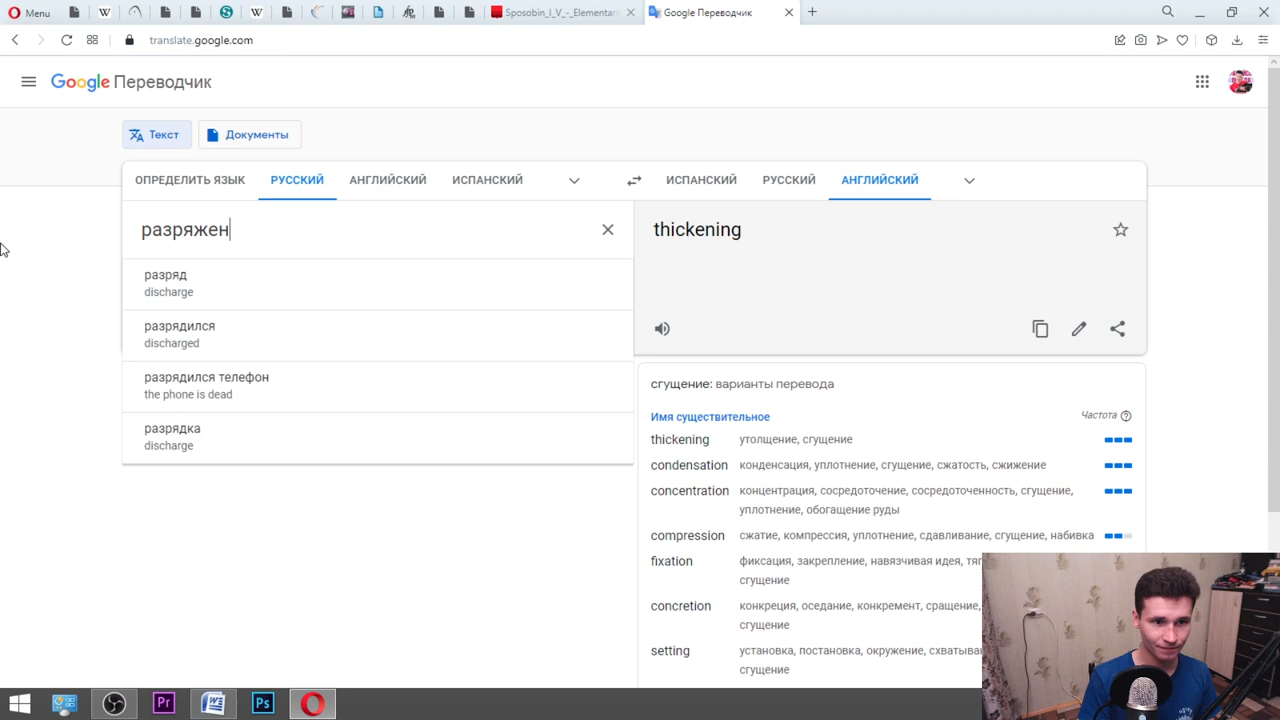 Menu
Sposobin_I_V_-_Elementar
Google Переводчик
translate.google.com
Google Переводчик
Текст
Документы
ОПРЕДЕЛИТЬ ЯЗЫК РУССКИЙ АНГЛИЙСКИЙ ИСПАНСКИЙ
ИСПАНСКИЙ РУССКИЙ АНГЛИЙСКИЙ
разряжен
thickening
разряд
discharge
разрядился
discharged
разрядился телефон
the phone is dead
разрядка
discharge
сгущение: варианты перевода
Имя существительное Частота
thickening утолщение, сгущение
condensation конденсация, уплотнение, сгущение, сжатость, сжижение
concentration концентрация, сосредоточение, сосредоточенность, сгущение,
уплотнение, обогащение руды
compression сжатие, компрессия, уплотнение, сдавливание, сгущение, набивка
fixation фиксация, закрепление, навязчивая идея,
сгущение
concretion конкреция, оседание, конкремент, сращение,
сгущение
setting установка, постановка, окружение,
сгущение
Pr
W
Ps